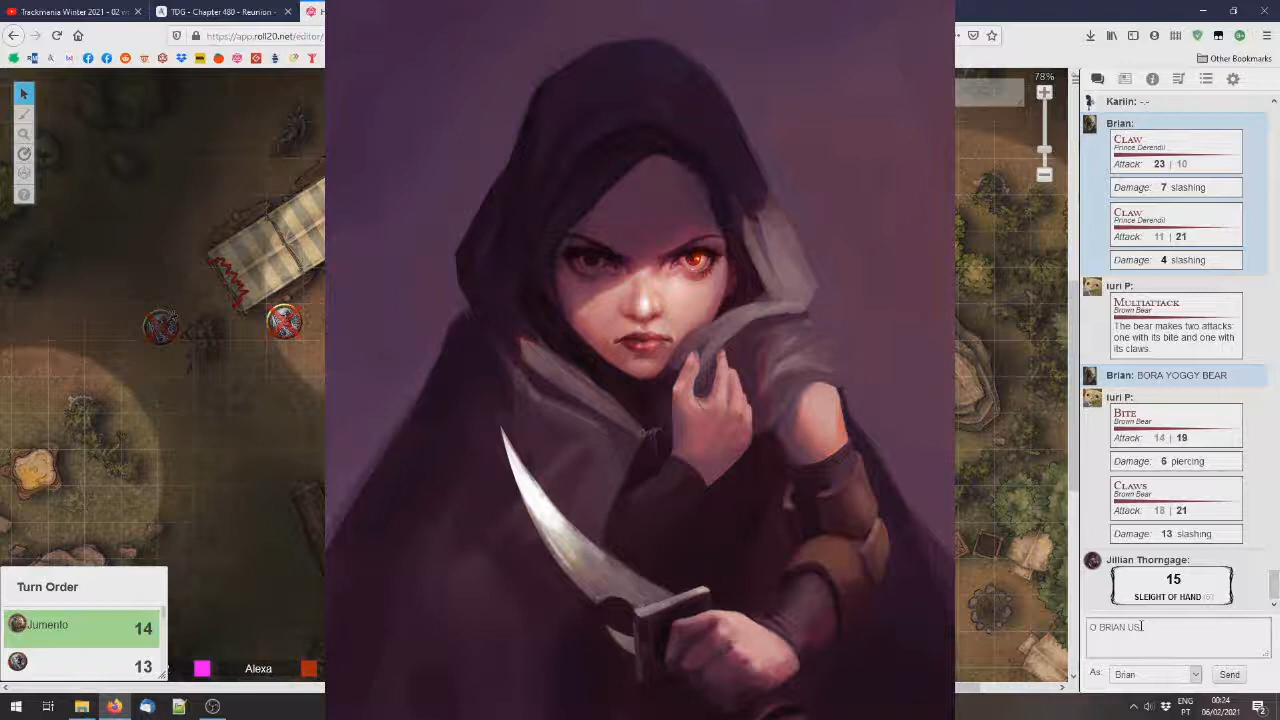 Trackmania Winter 2021 - 02
TDG - Chapter 480 - Reunion -
https://app.roll20.net/editor/
Other Bookmarks
78%
Karlin: --
Brian:
CLAW
Prince Derendil
Attack: 23 | 10
Damage: 7 slashing
CLAW
Prince Derendil
Attack: 11 | 21
Damage: 4 slashing
Iuri P.:
MULTIATTACK
Brown Bear
The bear makes two attacks:
one with its bite and one with
its claws.
Brian: BORA YOGGY BEAR
Iuri P.:
BITE
Brown Bear
Attack: 14 | 19
Damage: 6 piercing
CLAWS
Brown Bear
Attack: 18 | 21
Damage: 13 slashing
Jillian Thorngage:
15
SLEIGHT OF HAND
O BRIAN US
As: Brian Send
Turn Order
Jumento 14
13
Alexa
ENG
PT
00:24
06/02/2021